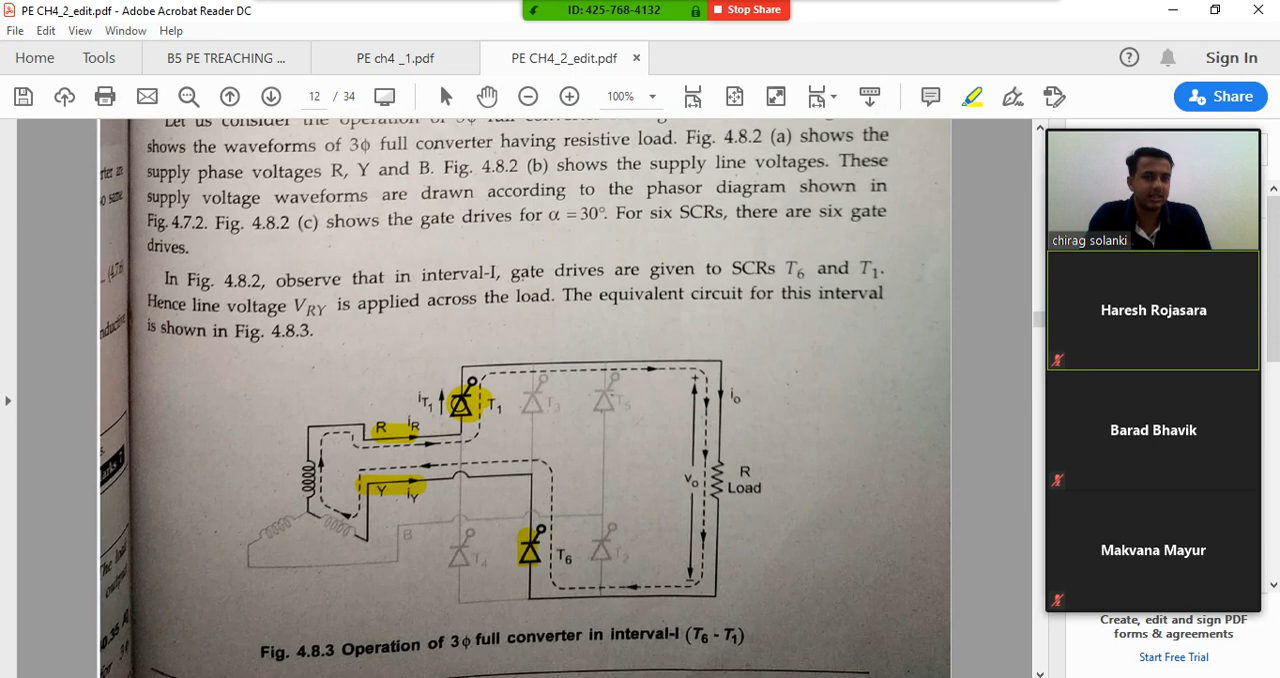 PE CH4_2_edit.pdf - Adobe Acrobat Reader DC
ID: 425-768-4132
Stop Share
File Edit View Window Help
Home Tools B5 PE TREACHING ... PE ch4 _1.pdf PE CH4_2_edit.pdf × Sign In
12 / 34 100% Share
shows the waveforms of 3ϕ full converter having resistive load. Fig. 4.8.2 (a) shows the
supply phase voltages R, Y and B. Fig. 4.8.2 (b) shows the supply line voltages. These
supply voltage waveforms are drawn according to the phasor diagram shown in
Fig. 4.7.2. Fig. 4.8.2 (c) shows the gate drives for α = 30°. For six SCRs, there are six gate
drives.
In Fig. 4.8.2, observe that in interval-I, gate drives are given to SCRs T6 and T1.
Hence line voltage VRY is applied across the load. The equivalent circuit for this interval
is shown in Fig. 4.8.3.
iT1
T1
T3
T5
+
io
R
iR
Y
iY
vo
R
Load
B
T4
T6
T2
−
Fig. 4.8.3 Operation of 3ϕ full converter in interval-I (T6 - T1)
chirag solanki
Haresh Rojasara
Barad Bhavik
Makvana Mayur
Create, edit and sign PDF
forms & agreements
Start Free Trial